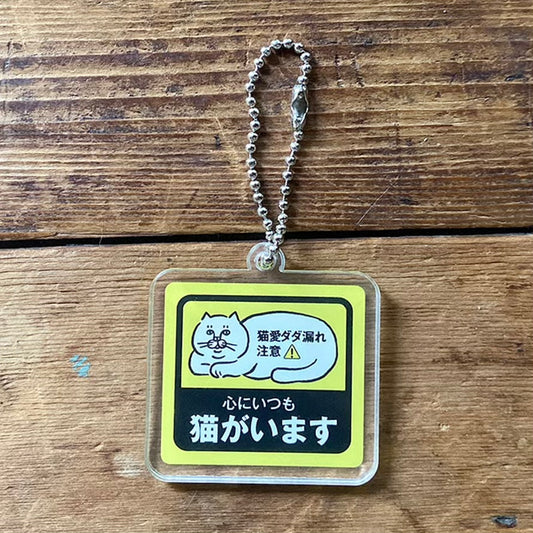 猫愛ダダ漏れ
注意⚠
心にいつも
猫がいます